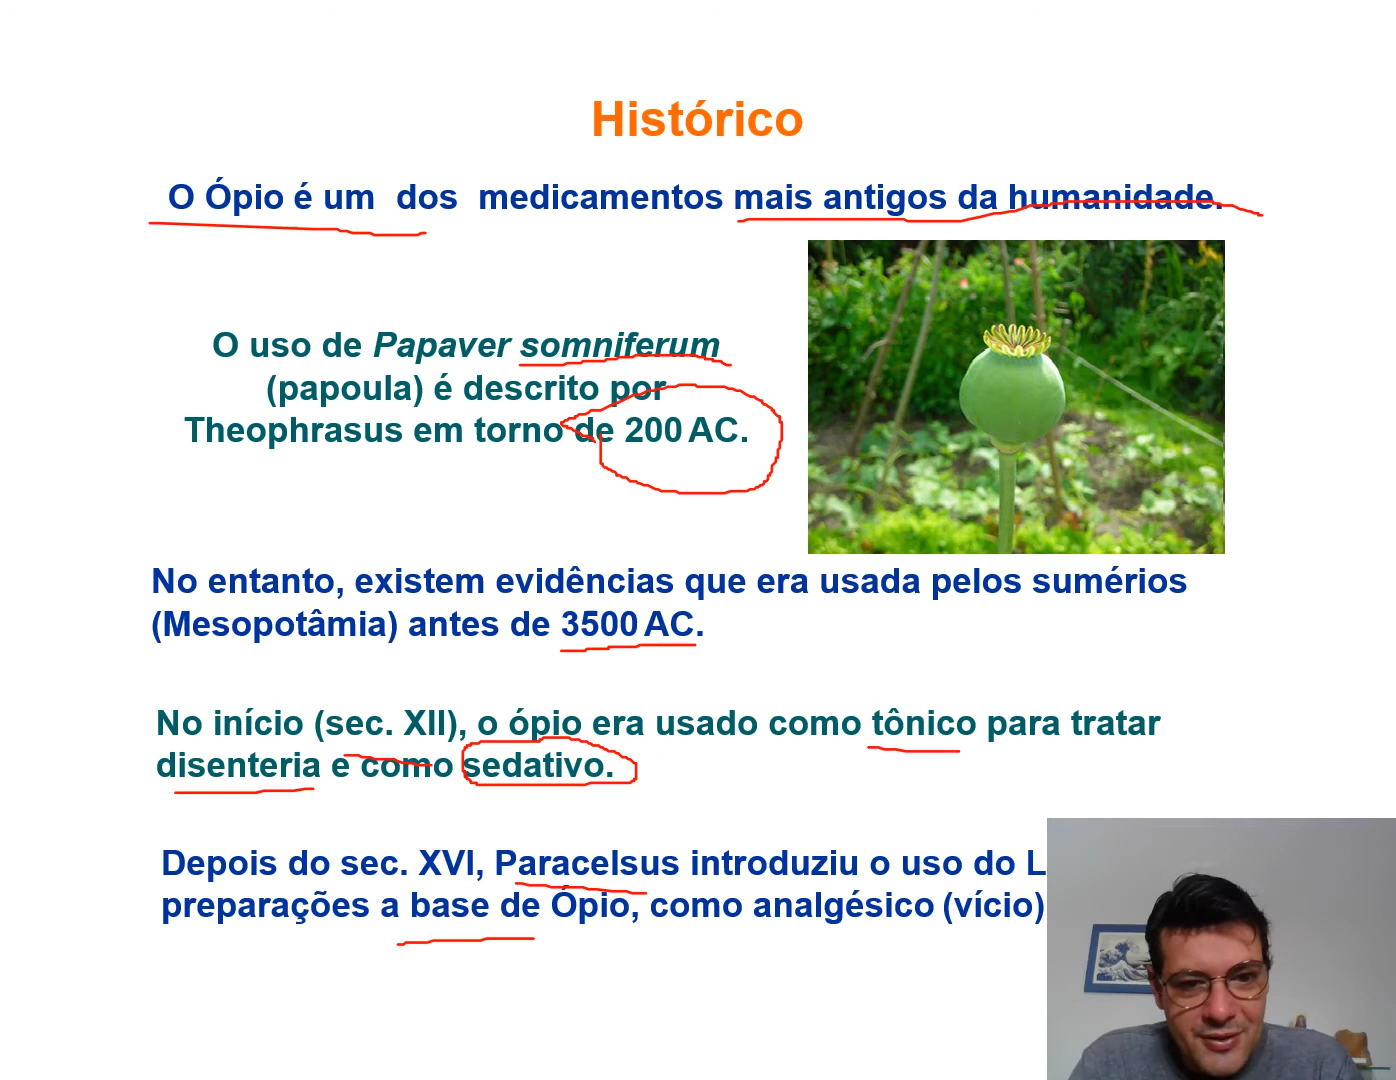 Histórico
O Ópio é um dos medicamentos mais antigos da humanidade.
O uso de Papaver somniferum
(papoula) é descrito por
Theophrasus em torno de 200 AC.
No entanto, existem evidências que era usada pelos sumérios
(Mesopotâmia) antes de 3500 AC.
No início (sec. XII), o ópio era usado como tônico para tratar
disenteria e como sedativo.
Depois do sec. XVI, Paracelsus introduziu o uso do L
preparações a base de Ópio, como analgésico (vício)